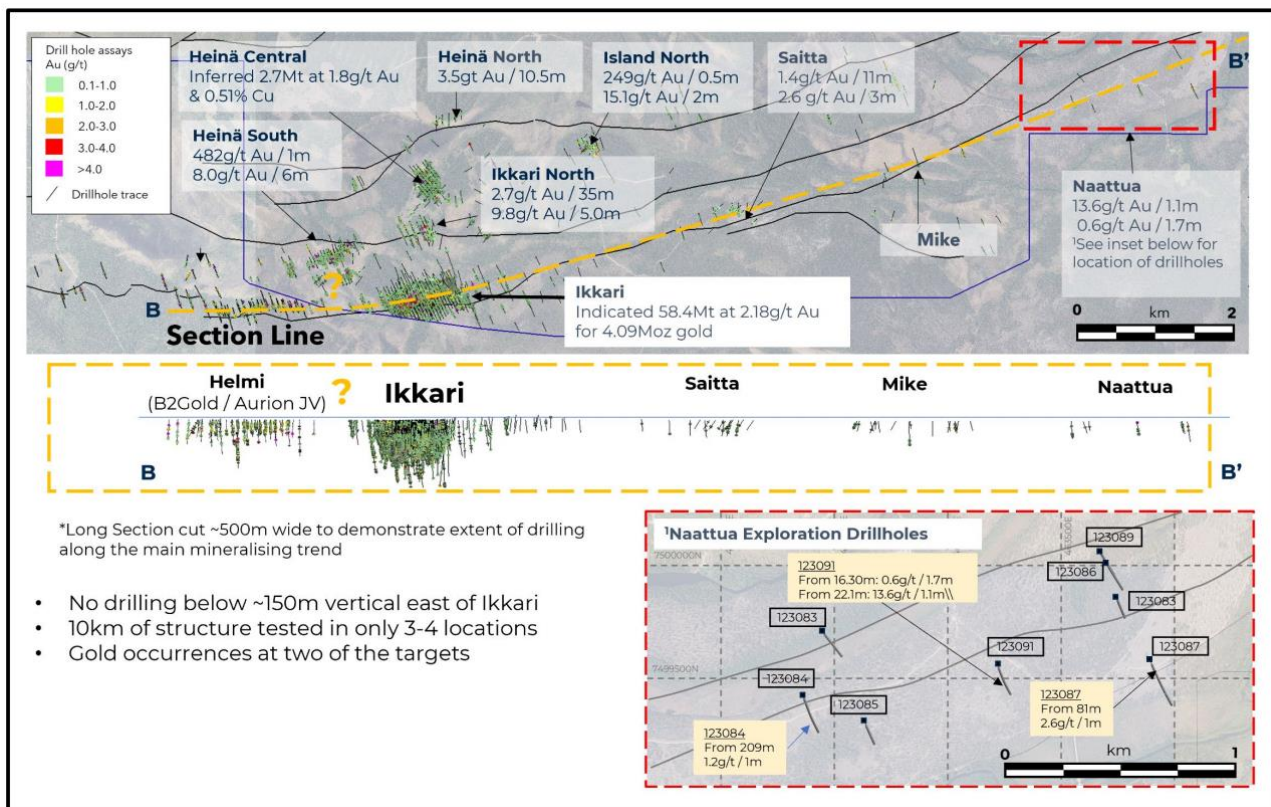 Drill hole assays
Au (g/t)
0.1-1.0
1.0-2.0
2.0-3.0
3.0-4.0
>4.0
Drillhole trace
Heinä Central
Inferred 2.7Mt at 1.8g/t Au
& 0.51% Cu
Heinä North
3.5gt Au / 10.5m
Island North
249g/t Au / 0.5m
15.1g/t Au / 2m
Saitta
1.4g/t Au / 11m
2.6 g/t Au / 3m
B'
Heinä South
482g/t Au / 1m
8.0g/t Au / 6m
Ikkari North
2.7g/t Au / 35m
9.8g/t Au / 5.0m
Mike
Naattua
13.6g/t Au / 1.1m
0.6g/t Au / 1.7m
¹See inset below for
location of drillholes
?
B
Section Line
Ikkari
Indicated 58.4Mt at 2.18g/t Au
for 4.09Moz gold
0 km 2
Helmi
(B2Gold / Aurion JV)
?
Ikkari
Saitta
Mike
Naattua
B
B'
*Long Section cut ~500m wide to demonstrate extent of drilling
along the main mineralising trend
• No drilling below ~150m vertical east of Ikkari
• 10km of structure tested in only 3-4 locations
• Gold occurrences at two of the targets
¹Naattua Exploration Drillholes
7500000N
123091
From 16.30m: 0.6g/t / 1.7m
From 22.1m: 13.6g/t / 1.1m\\
123089
123086
123083
123083
7499500N
123091
123087
123084
123085
123087
From 81m
2.6g/t / 1m
123084
From 209m
1.2g/t / 1m
0 km 1